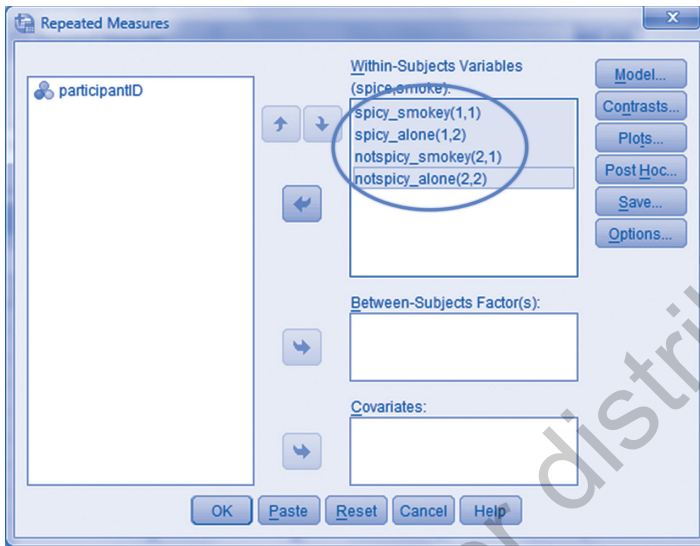 Repeated Measures
x
participantID
Within-Subjects Variables
(spice,smoke):
spicy_smokey(1,1)
spicy_alone(1,2)
notspicy_smokey(2,1)
notspicy_alone(2,2)
Between-Subjects Factor(s):
Covariates:
Model...
Contrasts...
Plots...
Post Hoc...
Save...
Options...
OK Paste Reset Cancel Help